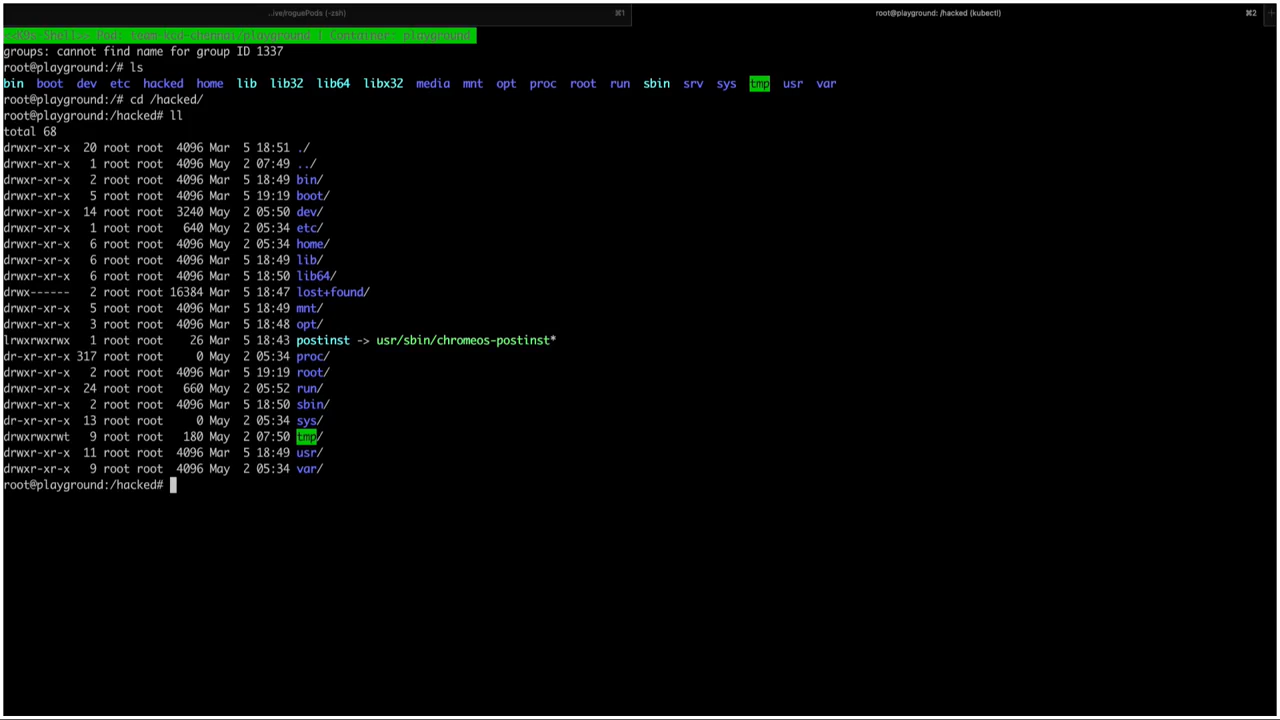 ..ive/roguePods (-zsh) ⌘1 root@playground: /hacked (kubectl) ⌘2 +
<<K9s-Shell>> Pod: team-kcd-chennai/playground | Container: playground
groups: cannot find name for group ID 1337
root@playground:/# ls
bin boot dev etc hacked home lib lib32 lib64 libx32 media mnt opt proc root run sbin srv sys tmp usr var
root@playground:/# cd /hacked/
root@playground:/hacked# ll
total 68
drwxr-xr-x 20 root root 4096 Mar 5 18:51 ./
drwxr-xr-x 1 root root 4096 May 2 07:49 ../
drwxr-xr-x 2 root root 4096 Mar 5 18:49 bin/
drwxr-xr-x 5 root root 4096 Mar 5 19:19 boot/
drwxr-xr-x 14 root root 3240 May 2 05:50 dev/
drwxr-xr-x 1 root root 640 May 2 05:34 etc/
drwxr-xr-x 6 root root 4096 May 2 05:34 home/
drwxr-xr-x 6 root root 4096 Mar 5 18:49 lib/
drwxr-xr-x 6 root root 4096 Mar 5 18:50 lib64/
drwx------ 2 root root 16384 Mar 5 18:47 lost+found/
drwxr-xr-x 5 root root 4096 Mar 5 18:49 mnt/
drwxr-xr-x 3 root root 4096 Mar 5 18:48 opt/
lrwxrwxrwx 1 root root 26 Mar 5 18:43 postinst -> usr/sbin/chromeos-postinst*
dr-xr-xr-x 317 root root 0 May 2 05:34 proc/
drwxr-xr-x 2 root root 4096 Mar 5 19:19 root/
drwxr-xr-x 24 root root 660 May 2 05:52 run/
drwxr-xr-x 2 root root 4096 Mar 5 18:50 sbin/
dr-xr-xr-x 13 root root 0 May 2 05:34 sys/
drwxrwxrwt 9 root root 180 May 2 07:50 tmp/
drwxr-xr-x 11 root root 4096 Mar 5 18:49 usr/
drwxr-xr-x 9 root root 4096 May 2 05:34 var/
root@playground:/hacked#